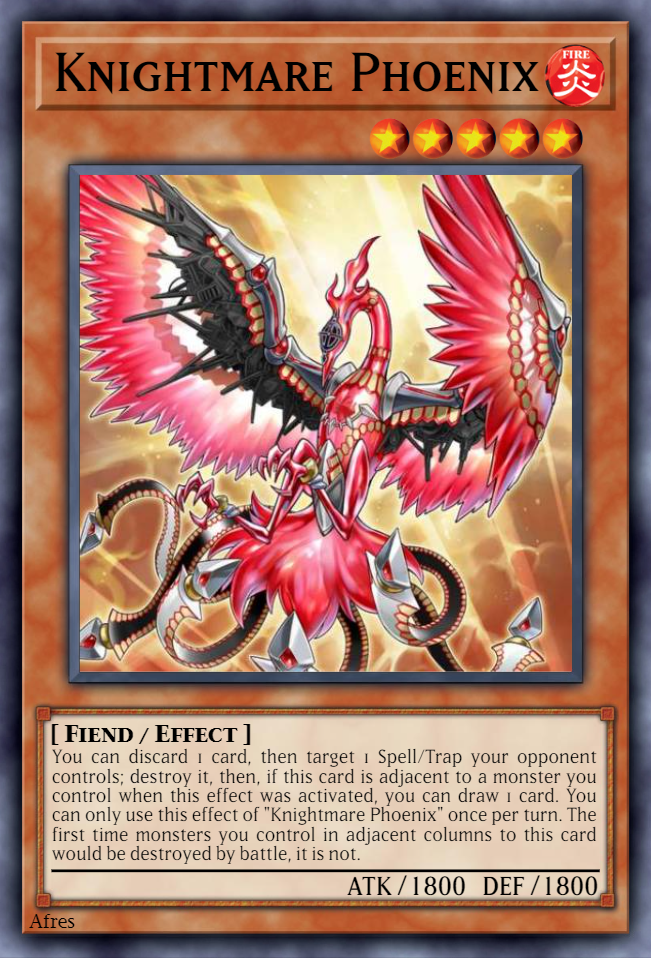 Knightmare Phoenix
FIRE
炎
[ Fiend / Effect ]
You can discard 1 card, then target 1 Spell/Trap your opponent
controls; destroy it, then, if this card is adjacent to a monster you
control when this effect was activated, you can draw 1 card. You
can only use this effect of "Knightmare Phoenix" once per turn. The
first time monsters you control in adjacent columns to this card
would be destroyed by battle, it is not.
ATK / 1800 DEF / 1800
Afres